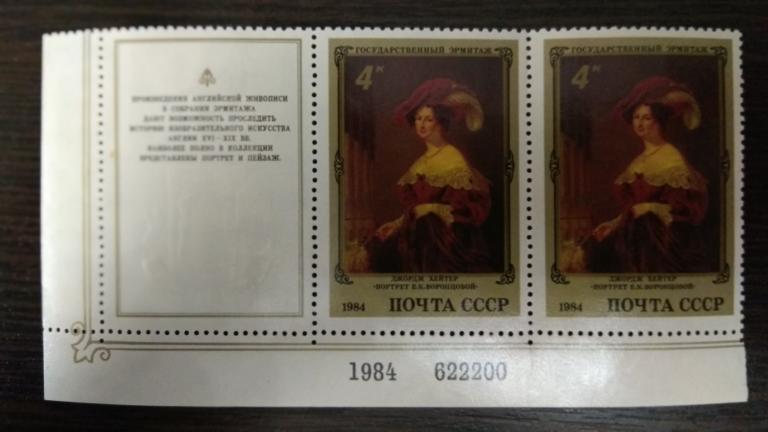 ПРОИЗВЕДЕНИЯ АНГЛИЙСКОЙ ЖИВОПИСИ
В СОБРАНИИ ЭРМИТАЖА
ДАЮТ ВОЗМОЖНОСТЬ ПРОСЛЕДИТЬ
ИСТОРИЮ ИЗОБРАЗИТЕЛЬНОГО ИСКУССТВА
АНГЛИИ XVI-XIX ВВ.
НАИБОЛЕЕ ПОЛНО В КОЛЛЕКЦИИ
ПРЕДСТАВЛЕНЫ ПОРТРЕТ И ПЕЙЗАЖ.
ГОСУДАРСТВЕННЫЙ ЭРМИТАЖ
4к
ДЖОРДЖ ХЕЙТЕР
«ПОРТРЕТ Е.К.ВОРОНЦОВОЙ»
1984 ПОЧТА СССР
ГОСУДАРСТВЕННЫЙ ЭРМИТАЖ
4к
ДЖОРДЖ ХЕЙТЕР
«ПОРТРЕТ Е.К.ВОРОНЦОВОЙ»
1984 ПОЧТА СССР
1984 622200